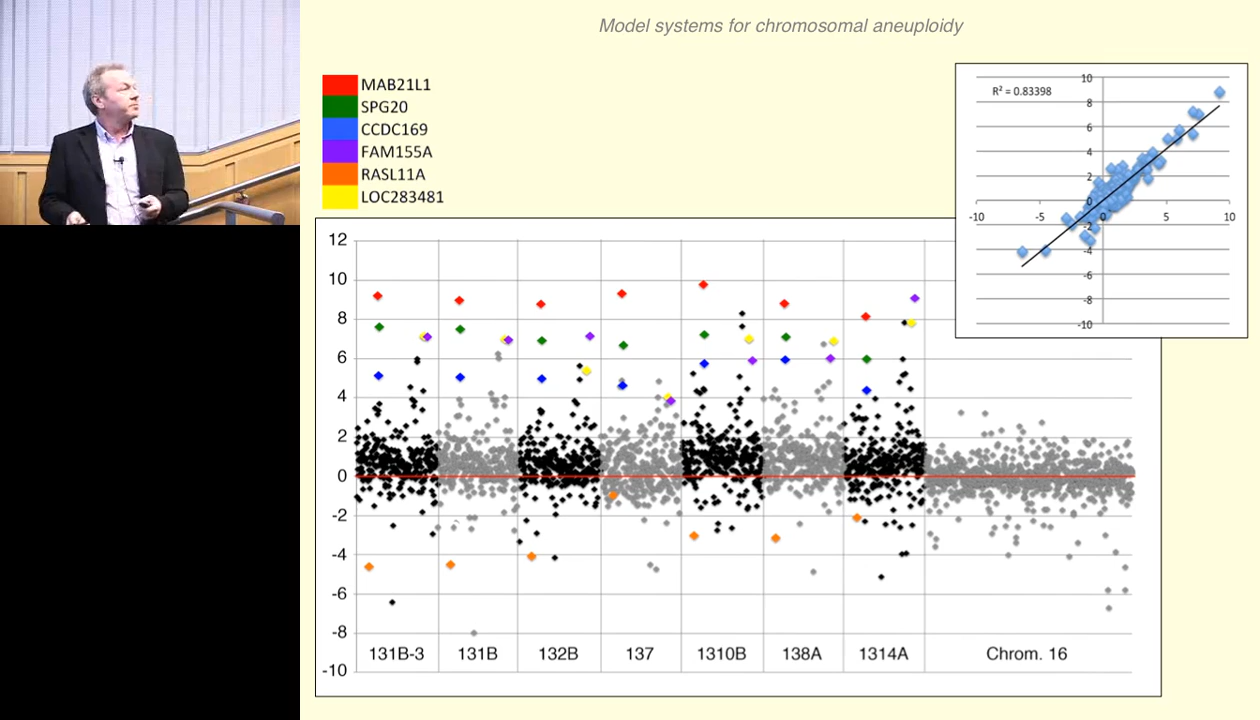 Model systems for chromosomal aneuploidy
MAB21L1
SPG20
CCDC169
FAM155A
RASL11A
LOC283481
R² = 0.83398
10
8
6
4
2
0
-2
-4
-6
-8
-10
-10 -5 0 5 10
12
10
8
6
4
2
0
-2
-4
-6
-8
-10
131B-3 131B 132B 137 1310B 138A 1314A Chrom. 16